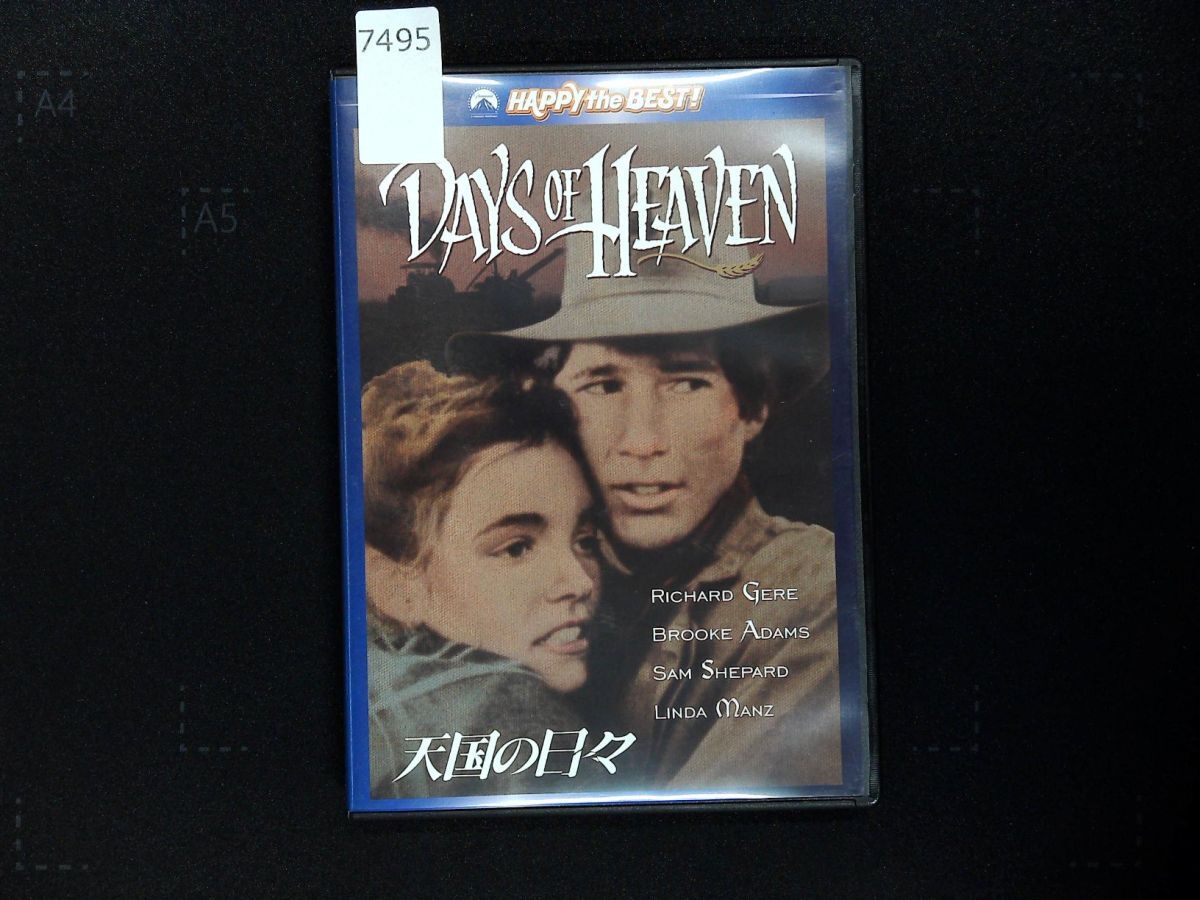 7495
HAPPY the BEST!
A4
A5
DAYS OF HEAVEN
RICHARD GERE
BROOKE ADAMS
SAM SHEPARD
LINDA MANZ
天国の日々